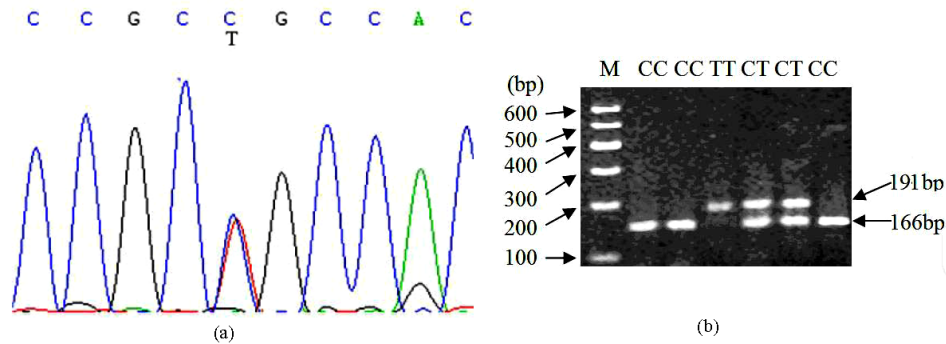 C C G C C G C C A C
T
(a)
M CC CC TT CT CT CC
(bp)
600
500
400
300
200
100
191bp
166bp
(b)